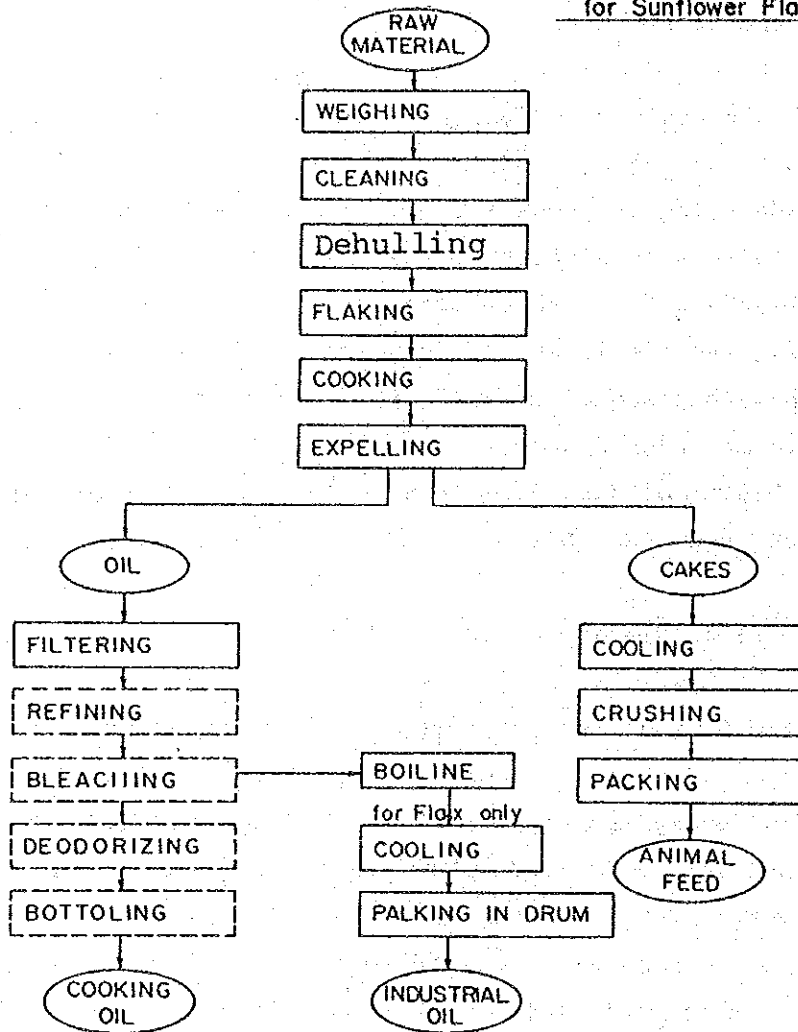 for Sunflower Fla
RAW
MATERIAL
WEIGHING
CLEANING
Dehulling
FLAKING
COOKING
EXPELLING
OIL
FILTERING
REFINING
BLEACIIING
DEODORIZING
BOTTOLING
COOKING
OIL
BOILINE
for Flax only
COOLING
PALKING IN DRUM
INDUSTRIAL
OIL
CAKES
COOLING
CRUSHING
PACKING
ANIMAL
FEED